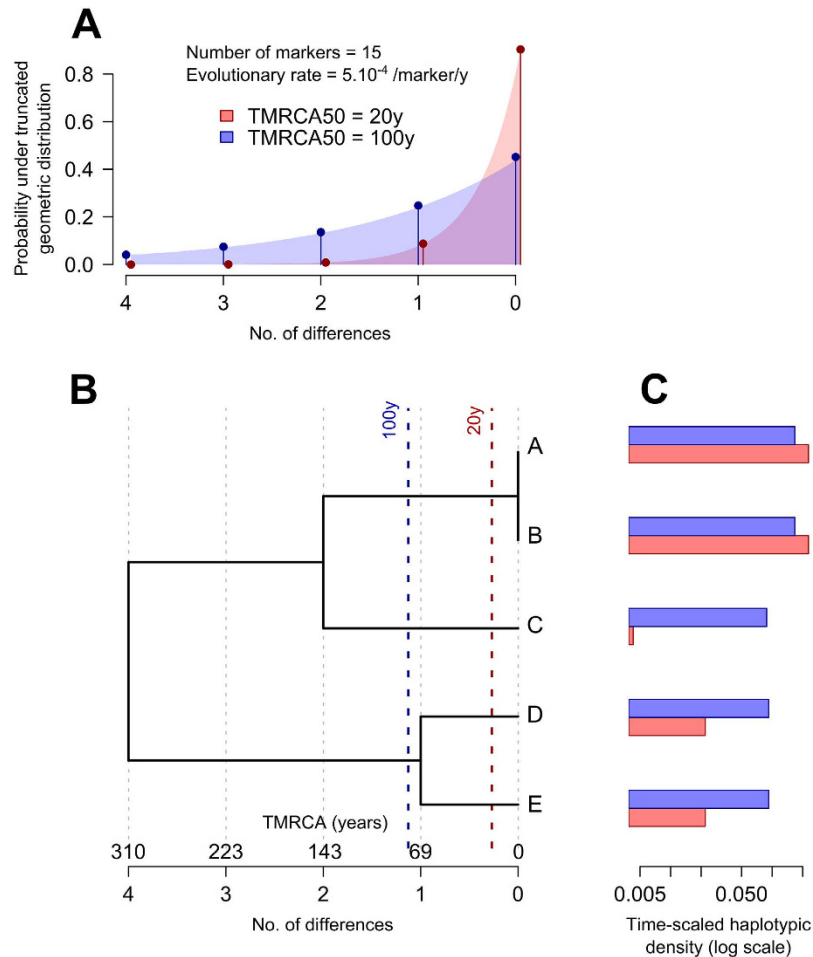 A
Number of markers = 15
Evolutionary rate = 5.10⁻⁴ /marker/y
TMRCA50 = 20y
TMRCA50 = 100y
Probability under truncated
geometric distribution
0.8
0.6
0.4
0.2
0.0
4 3 2 1 0
No. of differences
B
100y
20y
A
B
C
D
E
TMRCA (years)
310 223 143 69 0
4 3 2 1 0
No. of differences
C
0.005 0.050
Time-scaled haplotypic
density (log scale)